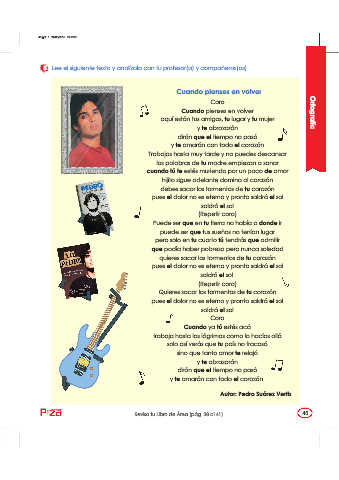 Lee el siguiente texto y analízalo con tu profesor(a) y compañeros(as)
Cuando pienses en volver
Coro
Cuando pienses en volver
aquí están tus amigos, tu lugar y tu mujer
y te abrazarán
dirán que el tiempo no pasó
y te amarán con todo el corazón
Trabajas hasta muy tarde y no puedes descansar
las palabras de tu madre empiezan a sonar
cuando tú te estés muriendo por un poco de amor
hijito sigue adelante domina al corazón
debes sacar los tormentos de tu corazón
pues el dolor no es eterno y pronto saldrá el sol
saldrá el sol
(Repetir coro)
Puede ser que en tu tierra no había a donde ir
puede ser que tus sueños no tenían lugar
pero solo en tu cuarto tú tendrás que admitir
que podía haber pobreza pero nunca soledad
quieres sacar los tormentos de tu corazón
pues el dolor no es eterno y pronto saldrá el sol
saldrá el sol
(Repetir coro)
Quieres sacar los tormentos de tu corazón
pues el dolor no es eterno y pronto saldrá el sol
saldrá el sol
Coro
Cuando ya tú estés acá
trabaja hasta las lágrimas como lo hacías allá
solo así verás que tu país no fracasó
sino que tanto amor te relajó
y te abrazarán
dirán que el tiempo no pasó
y te amarán con todo el corazón
Autor: Pedro Suárez Vertiz
Ortografía
Revisa tu Libro de Área (pág. 38 al 41)
45